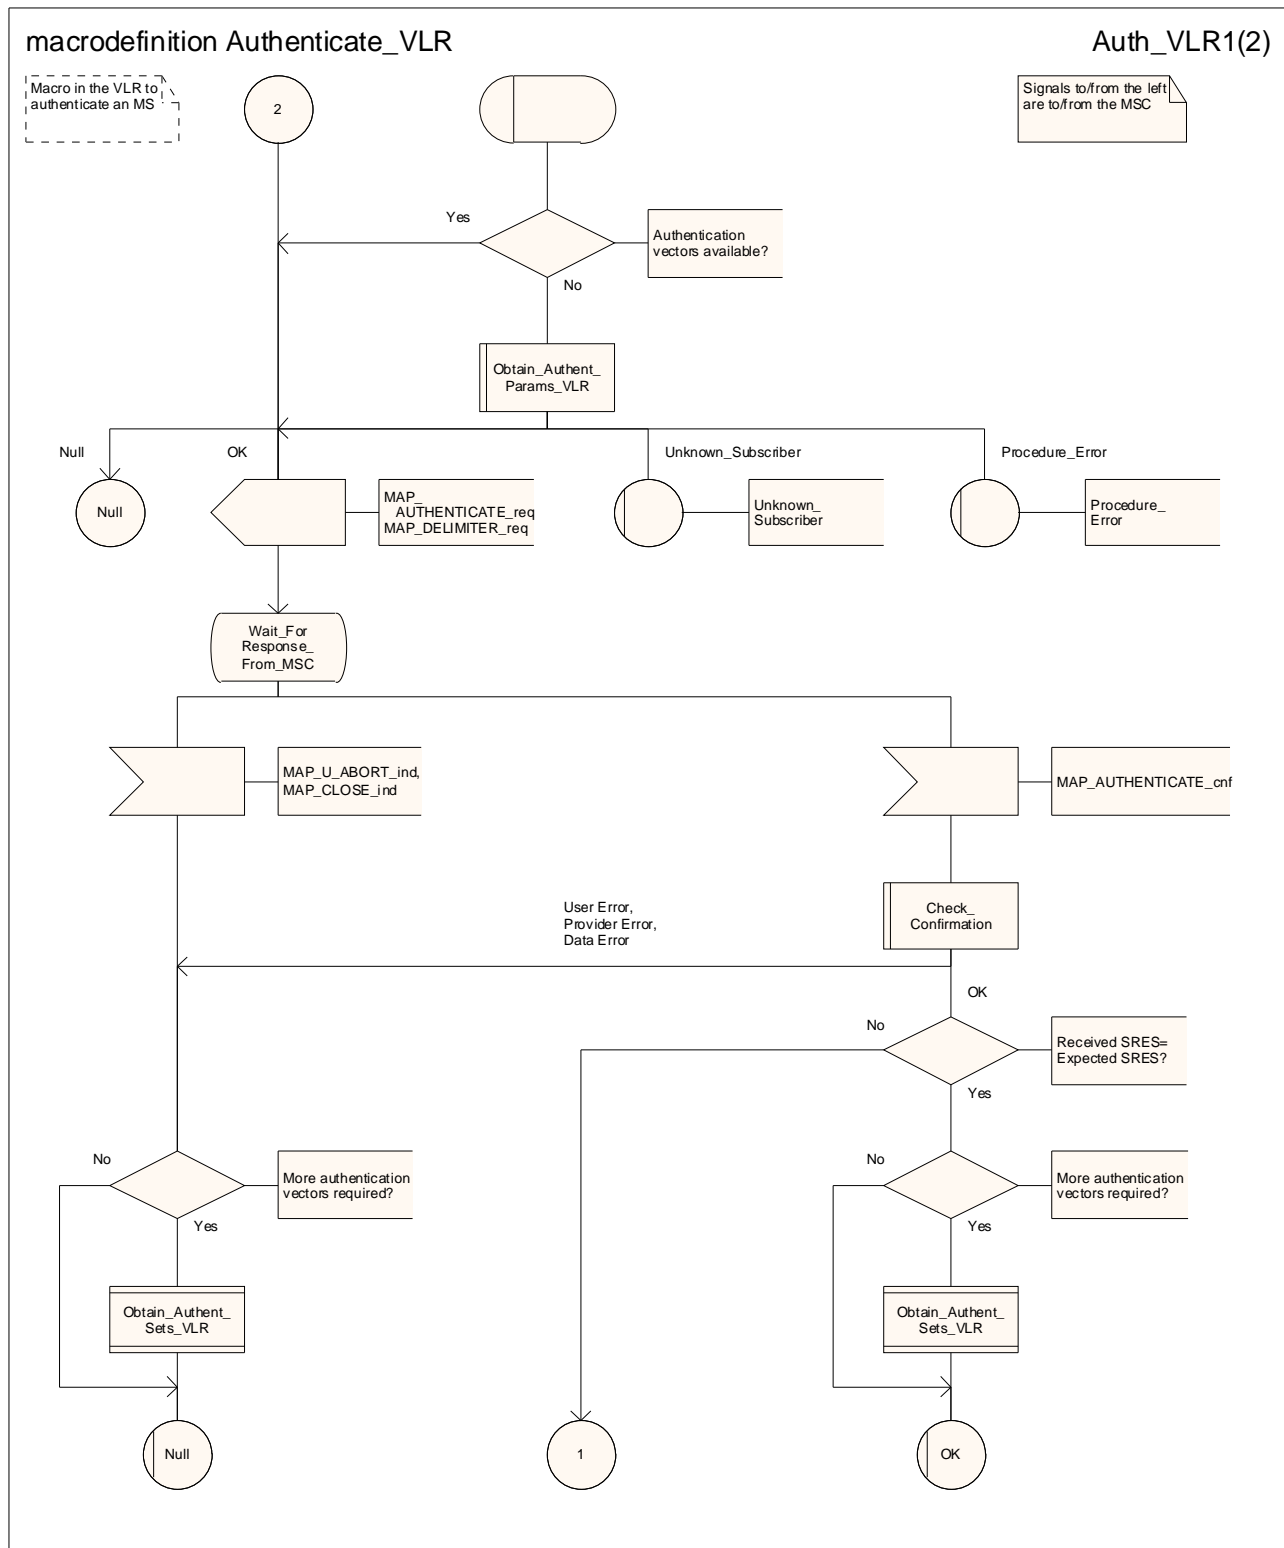 macrodefinition Authenticate_VLR
Auth_VLR1(2)
Macro in the VLR to
authenticate an MS
2
Signals to/from the left
are to/from the MSC
Yes
Authentication
vectors available?
No
Obtain_Authent_
Params_VLR
Null
OK
Unknown_Subscriber
Procedure_Error
Null
MAP_
AUTHENTICATE_req
MAP_DELIMITER_req
Unknown_
Subscriber
Procedure_
Error
Wait_For
Response_
From_MSC
MAP_U_ABORT_ind,
MAP_CLOSE_ind
MAP_AUTHENTICATE_cnf
User Error,
Provider Error,
Data Error
Check_
Confirmation
OK
No
Received SRES=
Expected SRES?
Yes
No
More authentication
vectors required?
Yes
No
More authentication
vectors required?
Yes
Obtain_Authent_
Sets_VLR
Obtain_Authent_
Sets_VLR
Null
1
OK